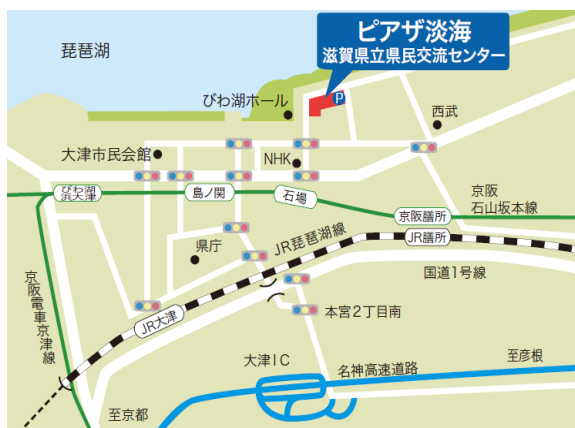 琵琶湖
ピアザ淡海
滋賀県立県民交流センター
P
びわ湖ホール
西武
大津市民会館
NHK
びわ湖
浜大津
島ノ関
石場
京阪膳所
京阪
石山坂本線
JR膳所
県庁
JR琵琶湖線
国道1号線
京阪電車京津線
JR大津
本宮2丁目南
大津IC
名神高速道路
至彦根
至京都